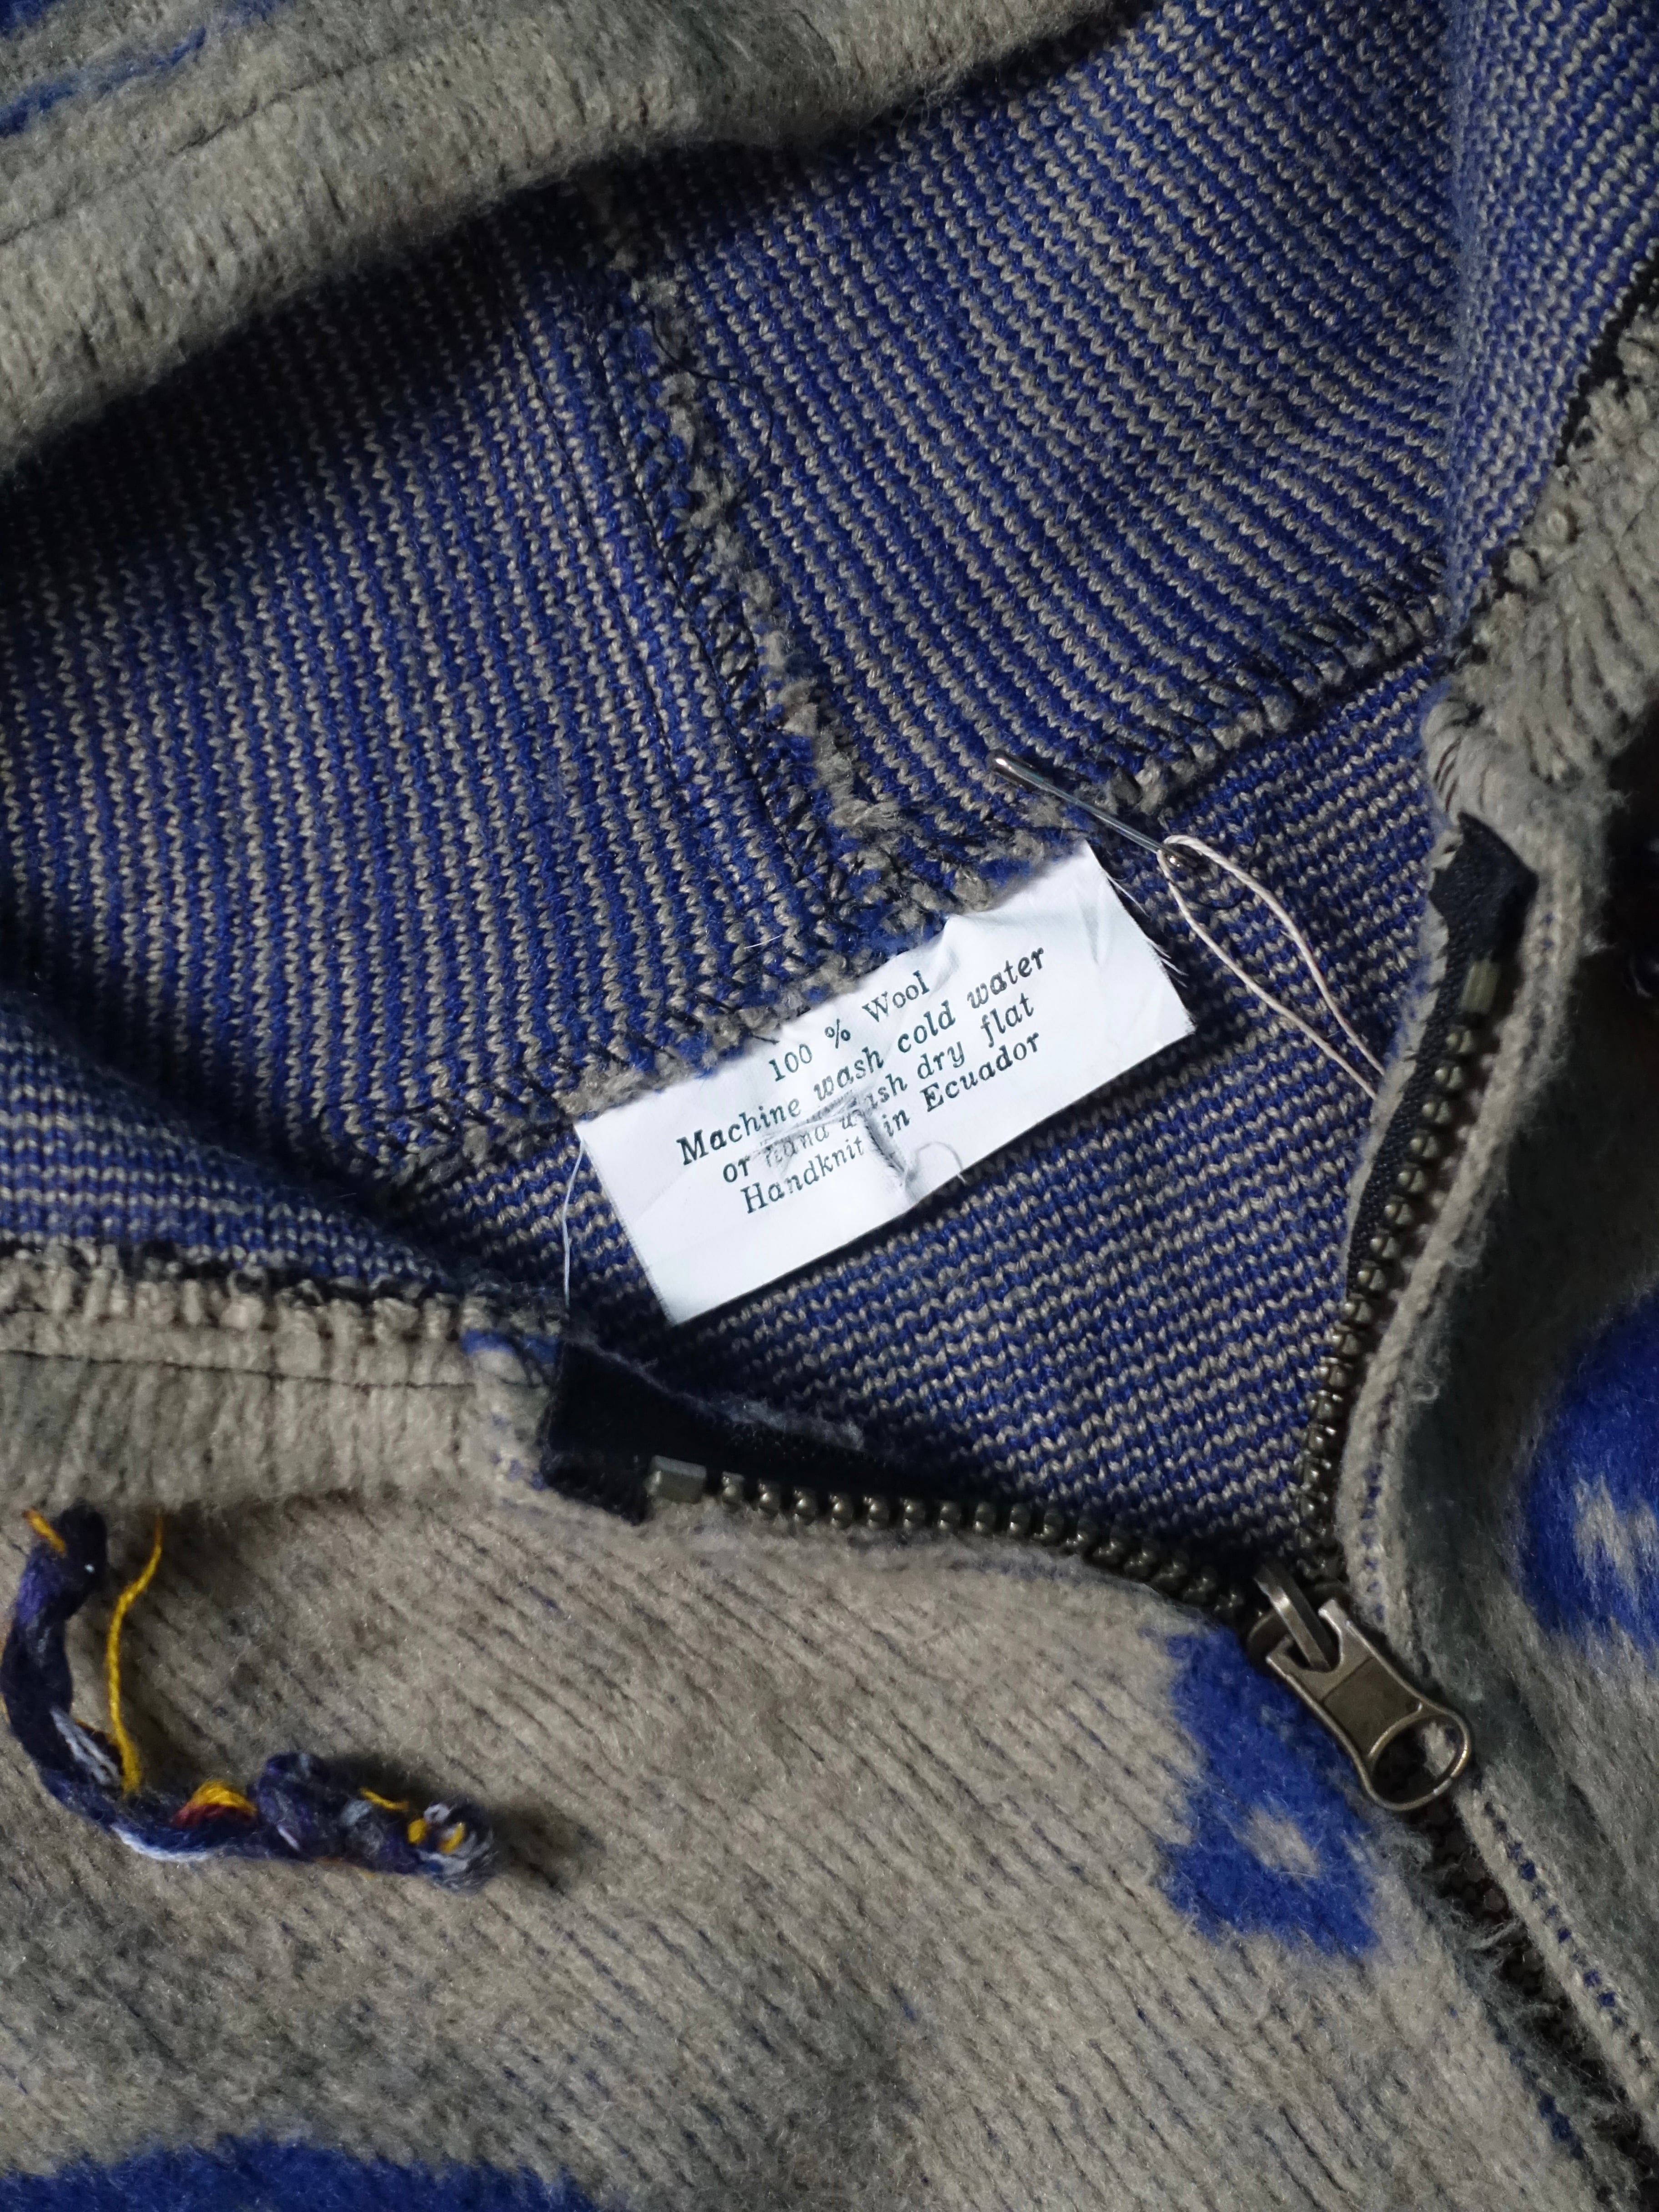 100 % Wool
Machine wash cold water
or hand wash dry flat
Handknit in Ecuador